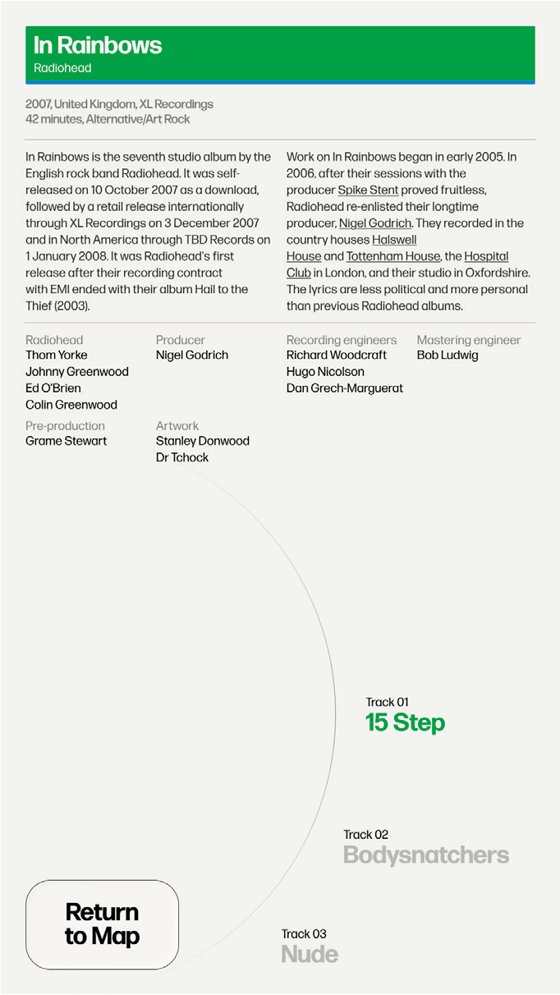 In Rainbows
Radiohead
2007, United Kingdom, XL Recordings
42 minutes, Alternative/Art Rock
In Rainbows is the seventh studio album by the
English rock band Radiohead. It was self-
released on 10 October 2007 as a download,
followed by a retail release internationally
through XL Recordings on 3 December 2007
and in North America through TBD Records on
1 January 2008. It was Radiohead's first
release after their recording contract
with EMI ended with their album Hail to the
Thief (2003).
Work on In Rainbows began in early 2005. In
2006, after their sessions with the
producer Spike Stent proved fruitless,
Radiohead re-enlisted their longtime
producer, Nigel Godrich. They recorded in the
country houses Halswell
House and Tottenham House, the Hospital
Club in London, and their studio in Oxfordshire.
The lyrics are less political and more personal
than previous Radiohead albums.
Radiohead
Thom Yorke
Johnny Greenwood
Ed O'Brien
Colin Greenwood
Producer
Nigel Godrich
Recording engineers
Richard Woodcraft
Hugo Nicolson
Dan Grech-Marguerat
Mastering engineer
Bob Ludwig
Pre-production
Grame Stewart
Artwork
Stanley Donwood
Dr Tchock
Track 01
15 Step
Track 02
Bodysnatchers
Track 03
Nude
Return
to Map